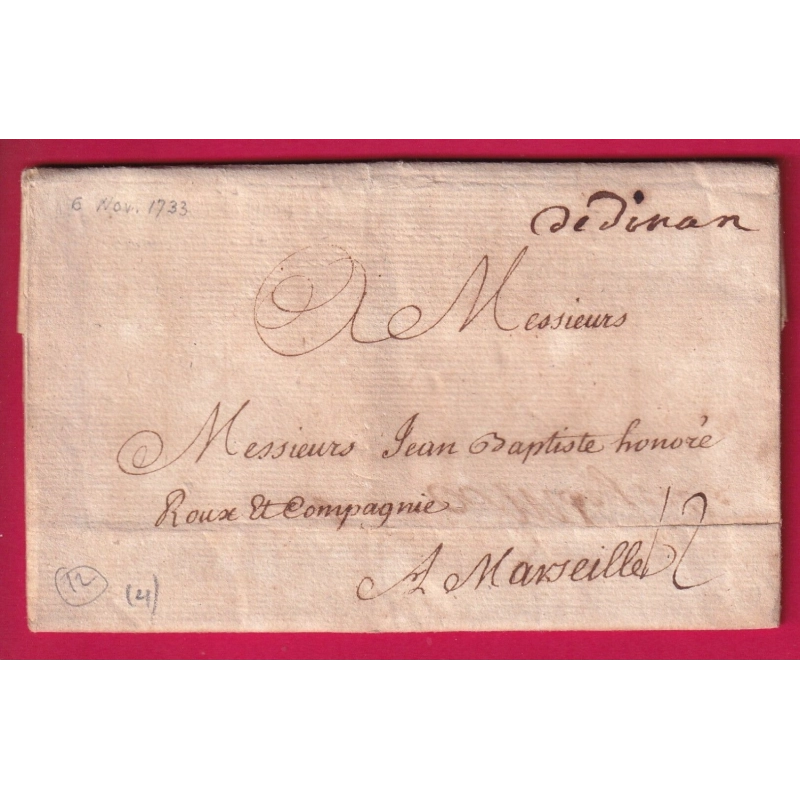 6 Nov. 1733
de dinan
A Messieurs
Messieurs Jean Baptiste honoré
Roux Et Compagnie
A Marseille 12
12
(4)